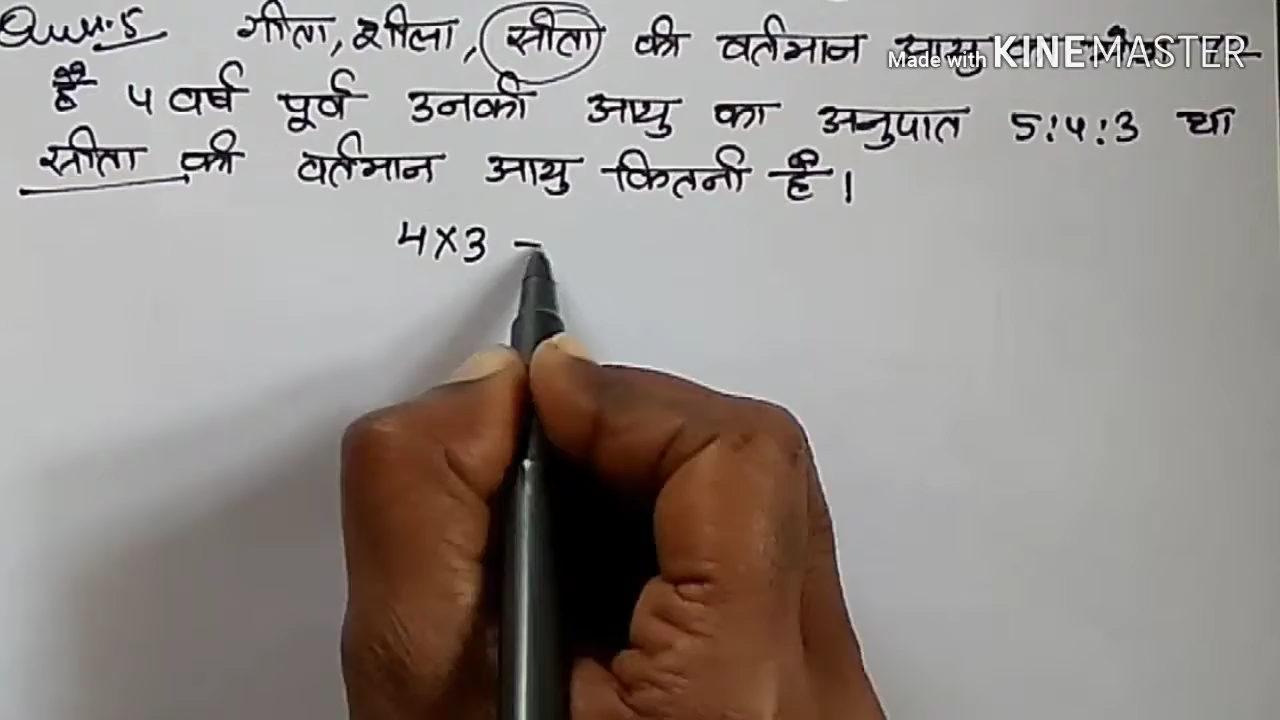 Ques.5 गीता, शीला, सीता की वर्तमान आयु
Made with KINEMASTER
है 4 वर्ष पूर्व उनकी आयु का अनुपात 5:4:3 था
सीता की वर्तमान आयु कितनी है।
4×3 -